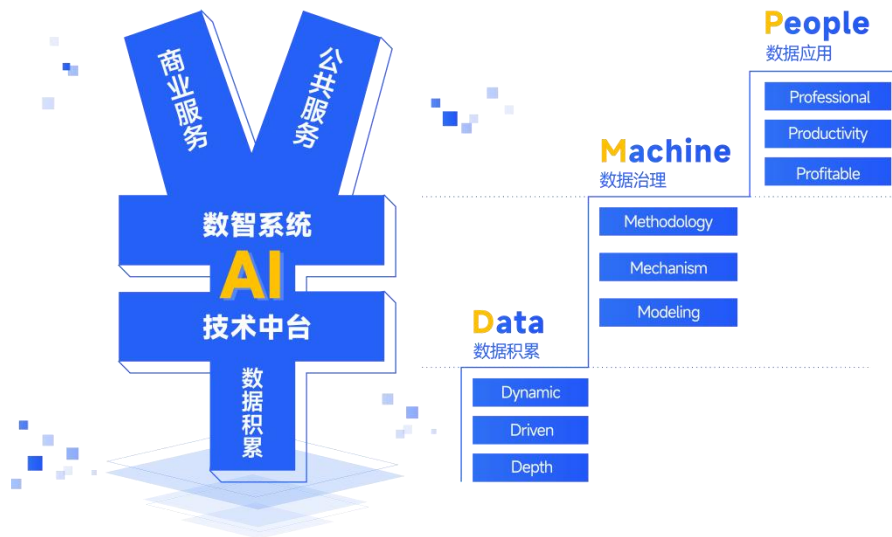 商业服务
公共服务
数智系统
AI
技术中台
数据积累
People
数据应用
Professional
Productivity
Profitable
Machine
数据治理
Methodology
Mechanism
Modeling
Data
数据积累
Dynamic
Driven
Depth